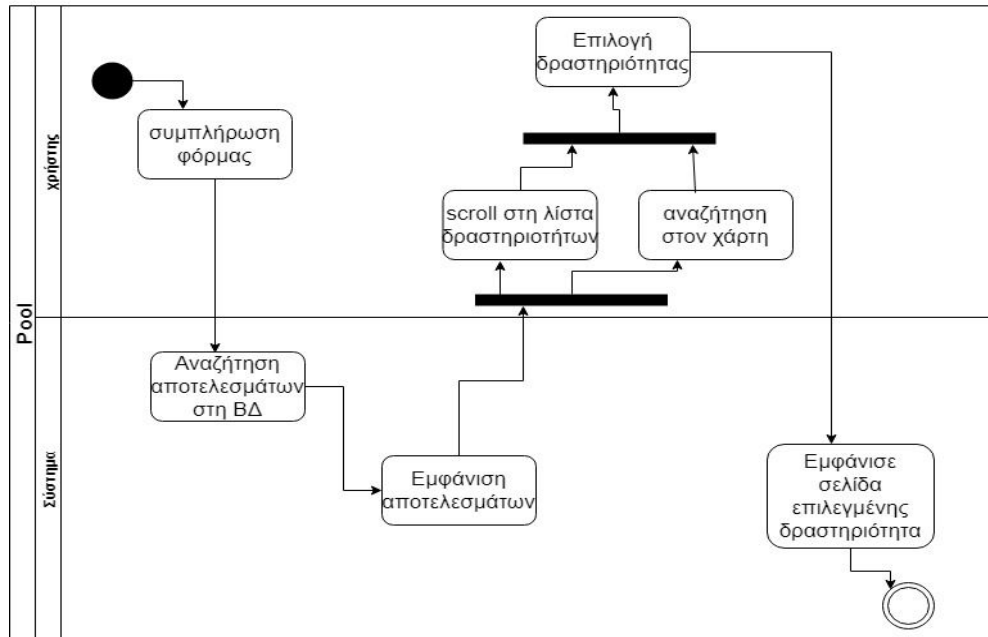 Pool
χρήστης
συμπλήρωση
φόρμας
Επιλογή
δραστηριότητας
scroll στη λίστα
δραστηριοτήτων
αναζήτηση
στον χάρτη
Σύστημα
Αναζήτηση
αποτελεσμάτων
στη ΒΔ
Εμφάνιση
αποτελεσμάτων
Εμφάνισε
σελίδα
επιλεγμένης
δραστηριότητα